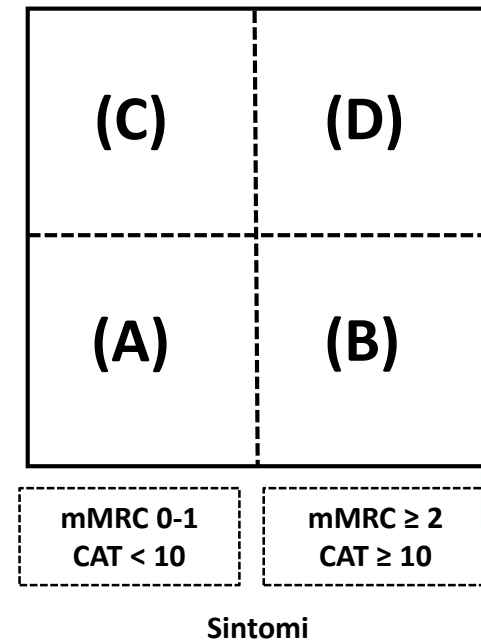 (C) (D)
(A) (B)
mMRC 0-1
CAT < 10
mMRC ≥ 2
CAT ≥ 10
Sintomi